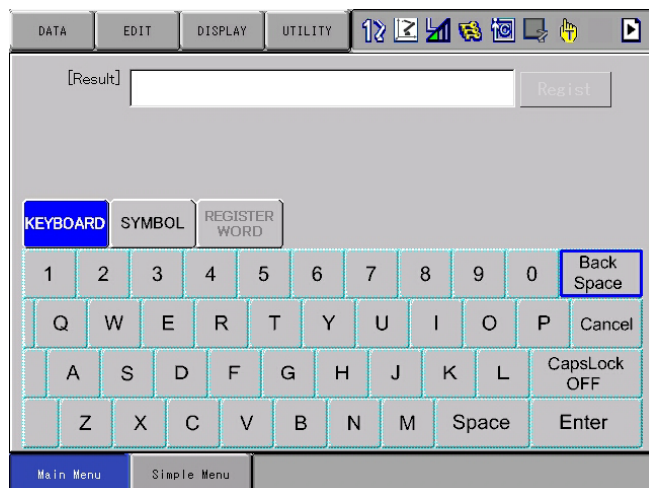 DATA EDIT DISPLAY UTILITY
[Result] Regist
KEYBOARD SYMBOL REGISTER
WORD
1 2 3 4 5 6 7 8 9 0 Back
Space
Q W E R T Y U I O P Cancel
A S D F G H J K L CapsLock
OFF
Z X C V B N M Space Enter
Main Menu Simple Menu